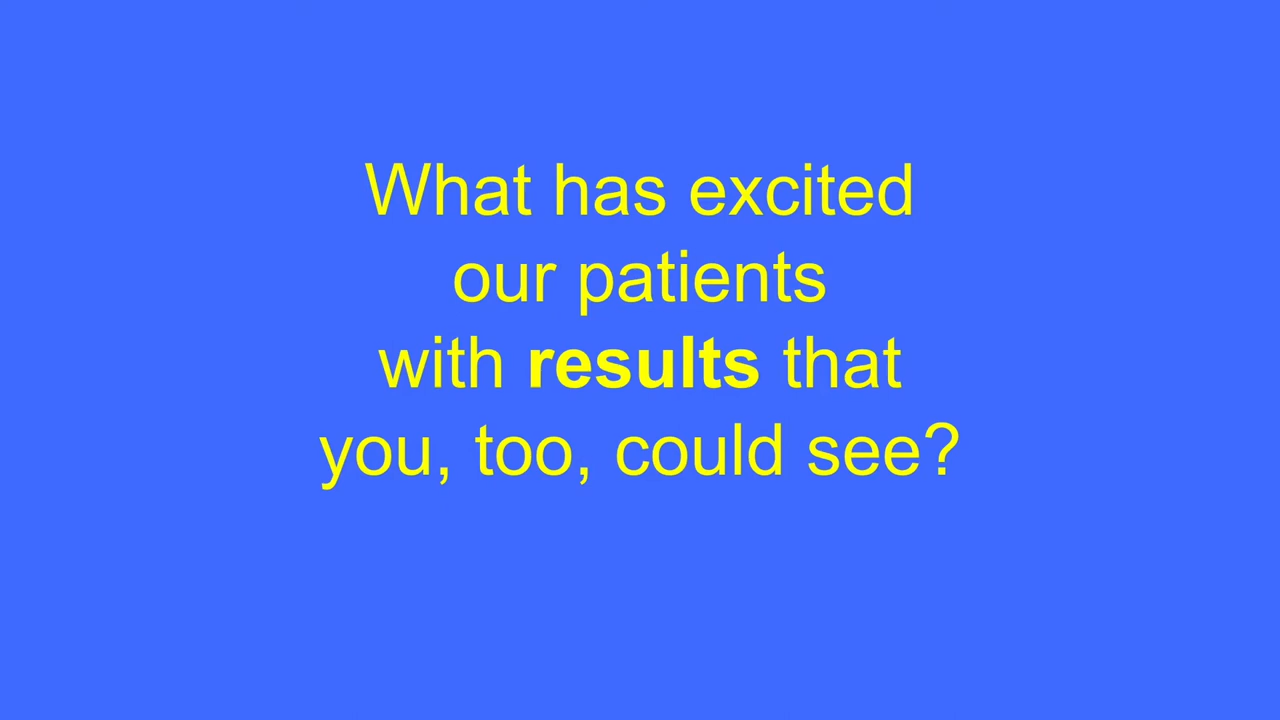 What has excited
our patients
with results that
you, too, could see?